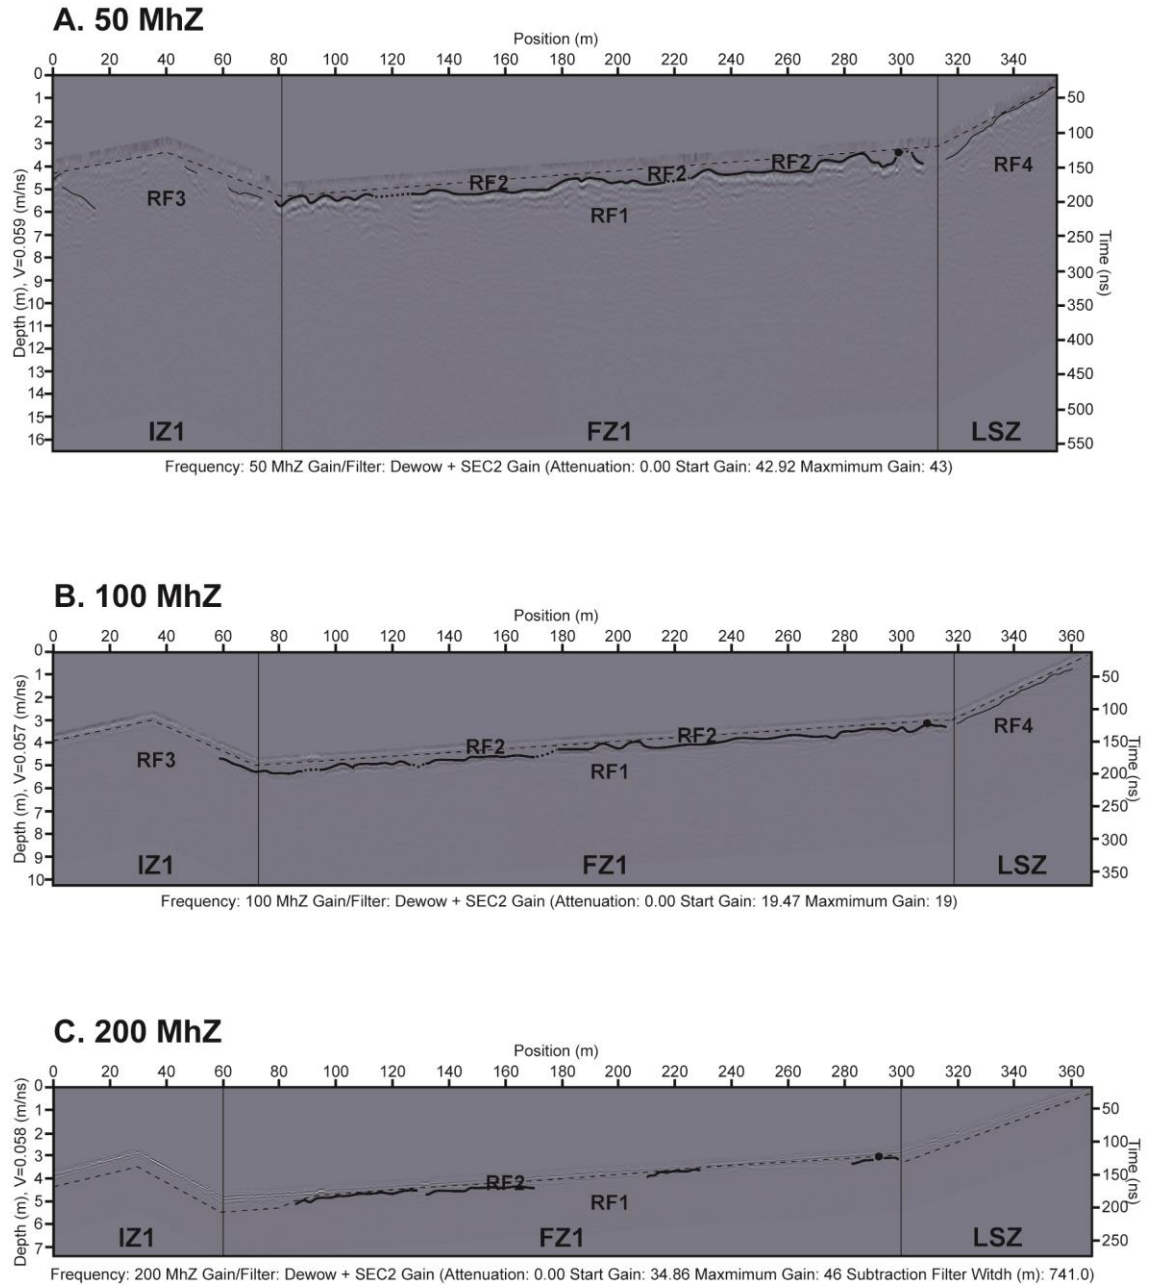 A. 50 MhZ
Position (m)
0 20 40 60 80 100 120 140 160 180 200 220 240 260 280 300 320 340
0
1
2
3
4
5
6
7
8
9
10
11
12
13
14
15
16
Depth (m), V=0.059 (m/ns)
50
100
150
200
250
300
350
400
450
500
550
Time (ns)
RF3
RF2
RF2
RF2
RF1
RF4
IZ1 FZ1 LSZ
Frequency: 50 MhZ Gain/Filter: Dewow + SEC2 Gain (Attenuation: 0.00 Start Gain: 42.92 Maxmimum Gain: 43)
B. 100 MhZ
Position (m)
0 20 40 60 80 100 120 140 160 180 200 220 240 260 280 300 320 340 360
0
1
2
3
4
5
6
7
8
9
10
Depth (m), V=0.057 (m/ns)
50
100
150
200
250
300
350
Time (ns)
RF3
RF2
RF2
RF1
RF4
IZ1 FZ1 LSZ
Frequency: 100 MhZ Gain/Filter: Dewow + SEC2 Gain (Attenuation: 0.00 Start Gain: 19.47 Maxmimum Gain: 19)
C. 200 MhZ
Position (m)
0 20 40 60 80 100 120 140 160 180 200 220 240 260 280 300 320 340 360
0
1
2
3
4
5
6
7
Depth (m), V=0.058 (m/ns)
50
100
150
200
250
Time (ns)
RF2
RF1
IZ1 FZ1 LSZ
Frequency: 200 MhZ Gain/Filter: Dewow + SEC2 Gain (Attenuation: 0.00 Start Gain: 34.86 Maxmimum Gain: 46 Subtraction Filter Witdh (m): 741.0)